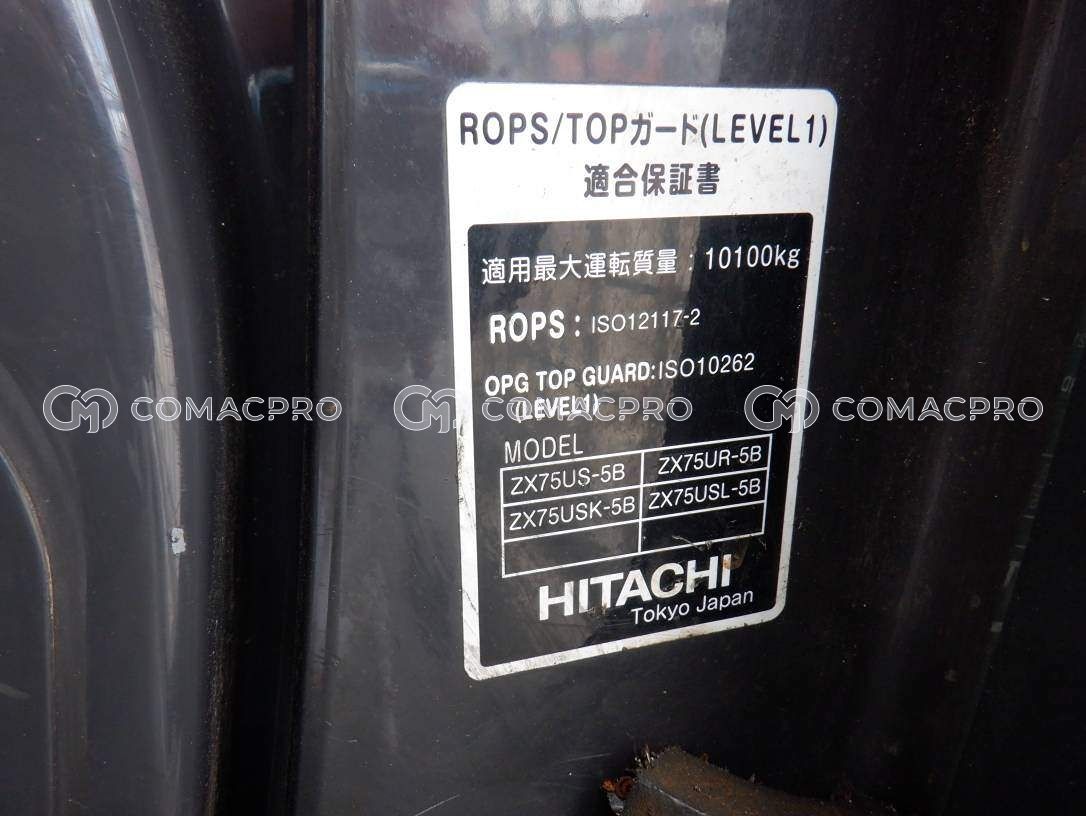 ROPS/TOPガード(LEVEL1)
適合保証書
適用最大運転質量 : 10100kg
ROPS : ISO12117-2
OPG TOP GUARD:ISO10262
(LEVEL1)
COMACPRO COMACPRO COMACPRO
MODEL
ZX75US-5B ZX75UR-5B
ZX75USK-5B ZX75USL-5B
HITACHI
Tokyo Japan